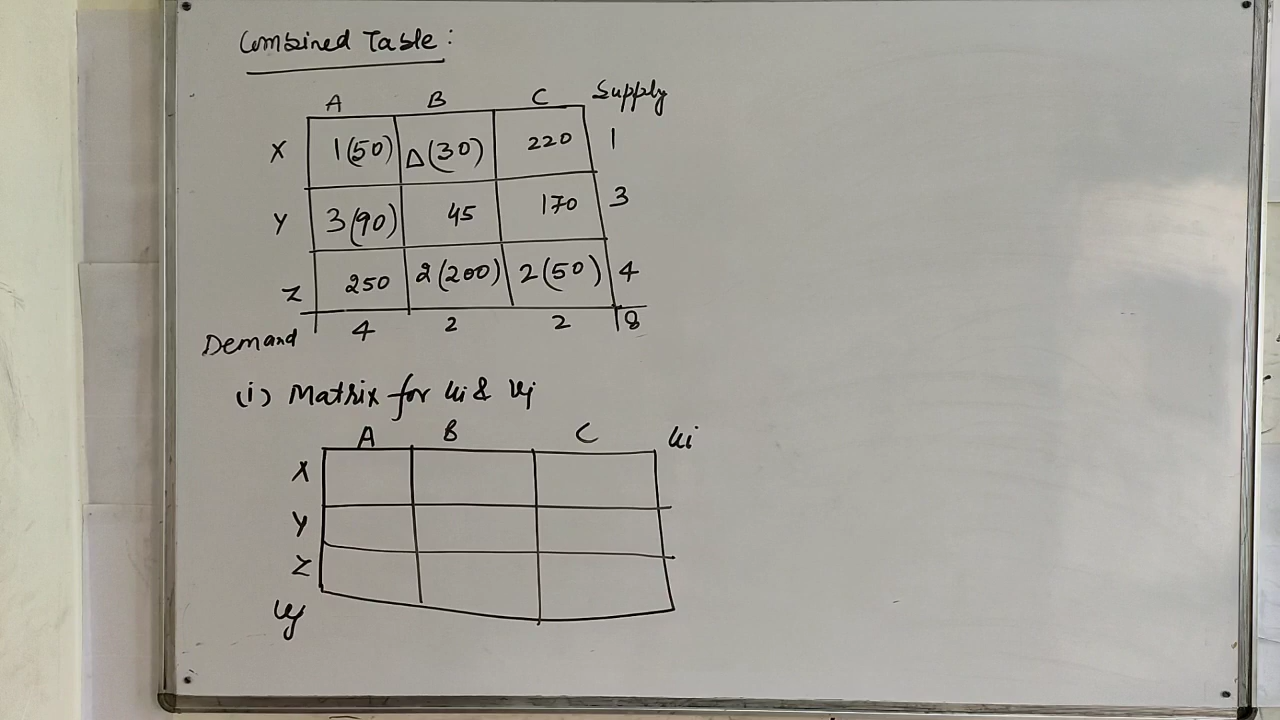 Combined Table:
A B C Supply
X 1(50) Δ(30) 220 1
Y 3(90) 45 170 3
Z 250 2(200) 2(50) 4
Demand 4 2 2 8
(i) Matrix for ui & vj
A B C ui
X
Y
Z
vj